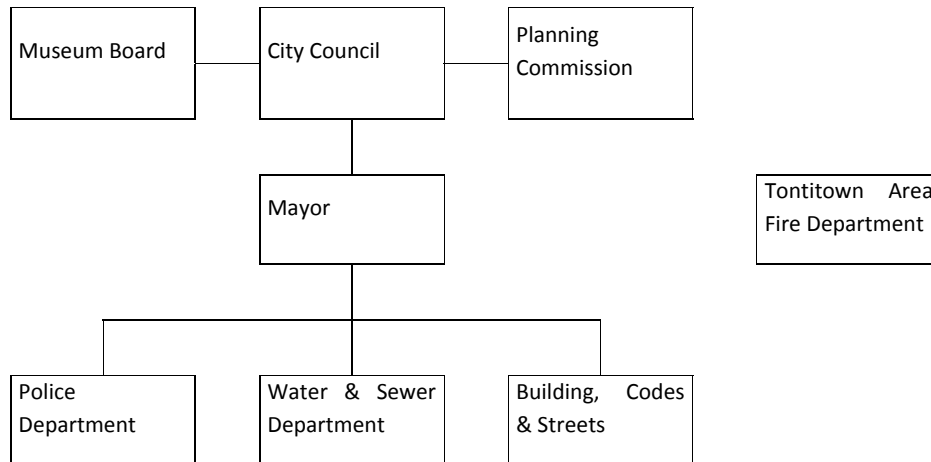 Museum Board
City Council
Planning
Commission
Mayor
Tontitown Area
Fire Department
Police
Department
Water & Sewer
Department
Building, Codes
& Streets